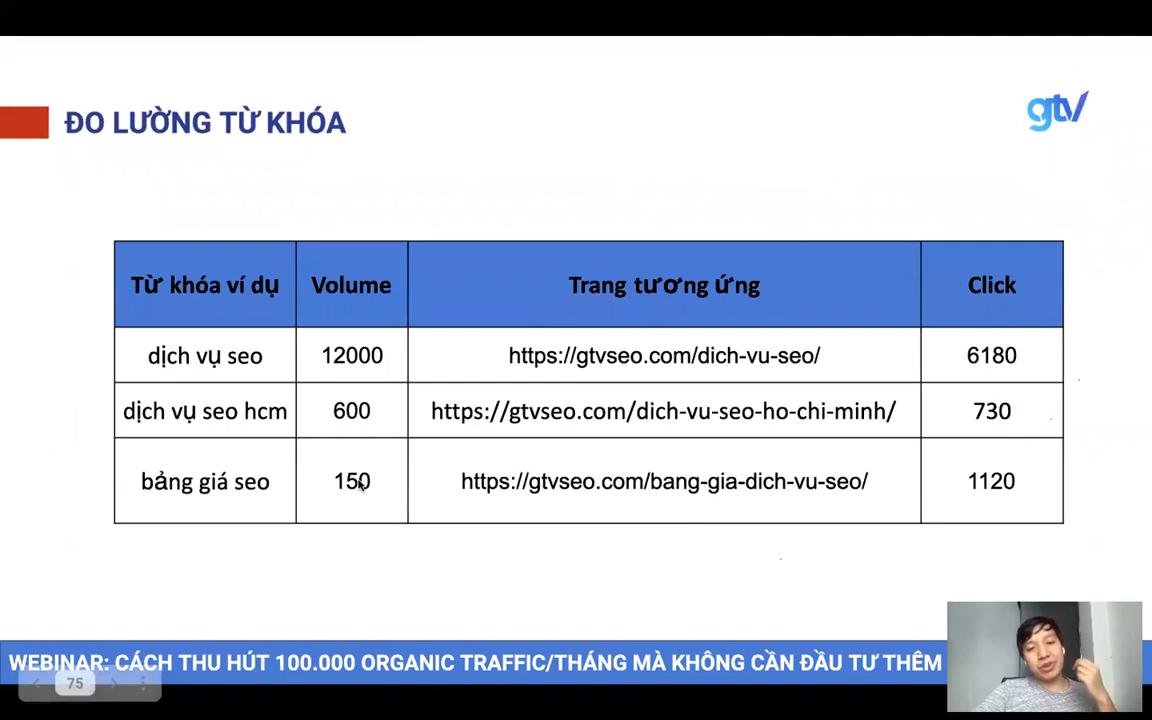 ĐO LƯỜNG TỪ KHÓA
gtv
Từ khóa ví dụ Volume Trang tương ứng Click
dịch vụ seo 12000 https://gtvseo.com/dich-vu-seo/ 6180
dịch vụ seo hcm 600 https://gtvseo.com/dich-vu-seo-ho-chi-minh/ 730
bảng giá seo 150 https://gtvseo.com/bang-gia-dich-vu-seo/ 1120
WEBINAR: CÁCH THU HÚT 100.000 ORGANIC TRAFFIC/THÁNG MÀ KHÔNG CẦN ĐẦU TƯ THÊM
75